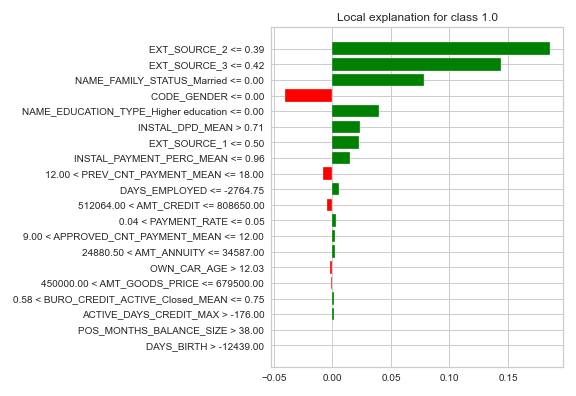 Local explanation for class 1.0
EXT_SOURCE_2 <= 0.39
EXT_SOURCE_3 <= 0.42
NAME_FAMILY_STATUS_Married <= 0.00
CODE_GENDER <= 0.00
NAME_EDUCATION_TYPE_Higher education <= 0.00
INSTAL_DPD_MEAN > 0.71
EXT_SOURCE_1 <= 0.50
INSTAL_PAYMENT_PERC_MEAN <= 0.96
12.00 < PREV_CNT_PAYMENT_MEAN <= 18.00
DAYS_EMPLOYED <= -2764.75
512064.00 < AMT_CREDIT <= 808650.00
0.04 < PAYMENT_RATE <= 0.05
9.00 < APPROVED_CNT_PAYMENT_MEAN <= 12.00
24880.50 < AMT_ANNUITY <= 34587.00
OWN_CAR_AGE > 12.03
450000.00 < AMT_GOODS_PRICE <= 679500.00
0.58 < BURO_CREDIT_ACTIVE_Closed_MEAN <= 0.75
ACTIVE_DAYS_CREDIT_MAX > -176.00
POS_MONTHS_BALANCE_SIZE > 38.00
DAYS_BIRTH > -12439.00
−0.05 0.00 0.05 0.10 0.15